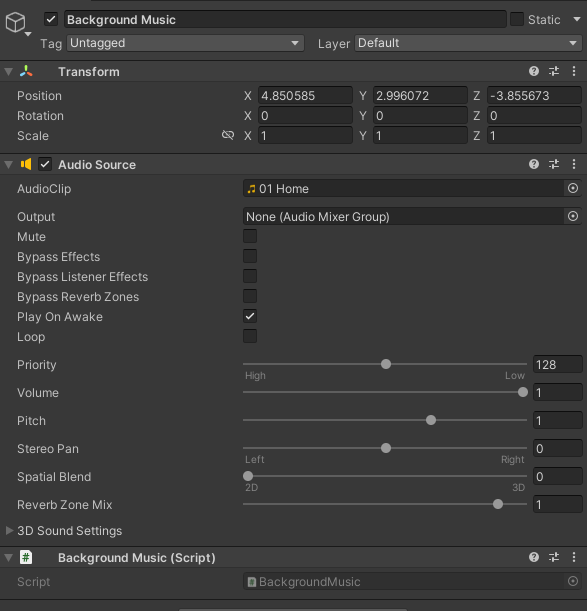 Background Music Static
Tag Untagged Layer Default
Transform
Position X 4.850585 Y 2.996072 Z -3.855673
Rotation X 0 Y 0 Z 0
Scale X 1 Y 1 Z 1
Audio Source
AudioClip 01 Home
Output None (Audio Mixer Group)
Mute
Bypass Effects
Bypass Listener Effects
Bypass Reverb Zones
Play On Awake
Loop
Priority 128
High Low
Volume 1
Pitch 1
Stereo Pan 0
Left Right
Spatial Blend 0
2D 3D
Reverb Zone Mix 1
3D Sound Settings
# Background Music (Script)
Script # BackgroundMusic